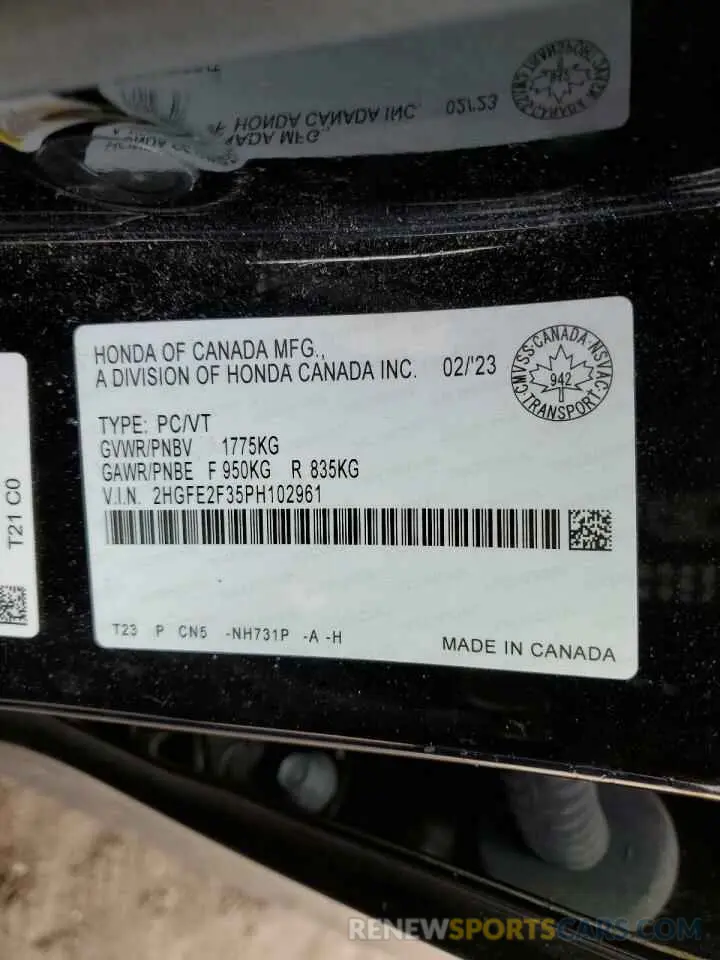 02/'23
HONDA CANADA INC.
HONDA OF CANADA MFG.,
A DIVISION OF HONDA CANADA INC. 02/'23
CMVSS·CANADA·NSVAC
942
·TRANSPORT·
TYPE: PC/VT
GVWR/PNBV 1775KG
GAWR/PNBE F 950KG R 835KG
V.I.N. 2HGFE2F35PH102961
T21 C0
T23 P CN5 -NH731P -A -H
MADE IN CANADA
RENEWSPORTSCARS.COM